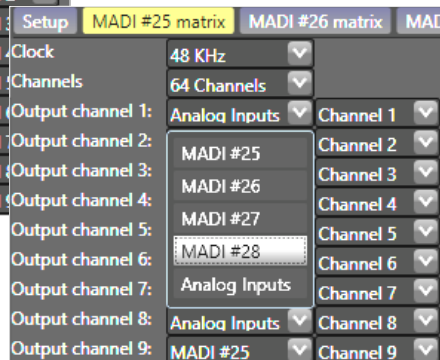 Setup MADI #25 matrix MADI #26 matrix MAD
Clock 48 KHz
Channels 64 Channels
Output channel 1: Analog Inputs Channel 1
Output channel 2: Channel 2
MADI #25
Output channel 3: Channel 3
MADI #26
Output channel 4: Channel 4
MADI #27
Output channel 5: Channel 5
MADI #28
Output channel 6: Channel 6
Analog Inputs
Output channel 7: Channel 7
Output channel 8: Analog Inputs Channel 8
Output channel 9: MADI #25 Channel 9